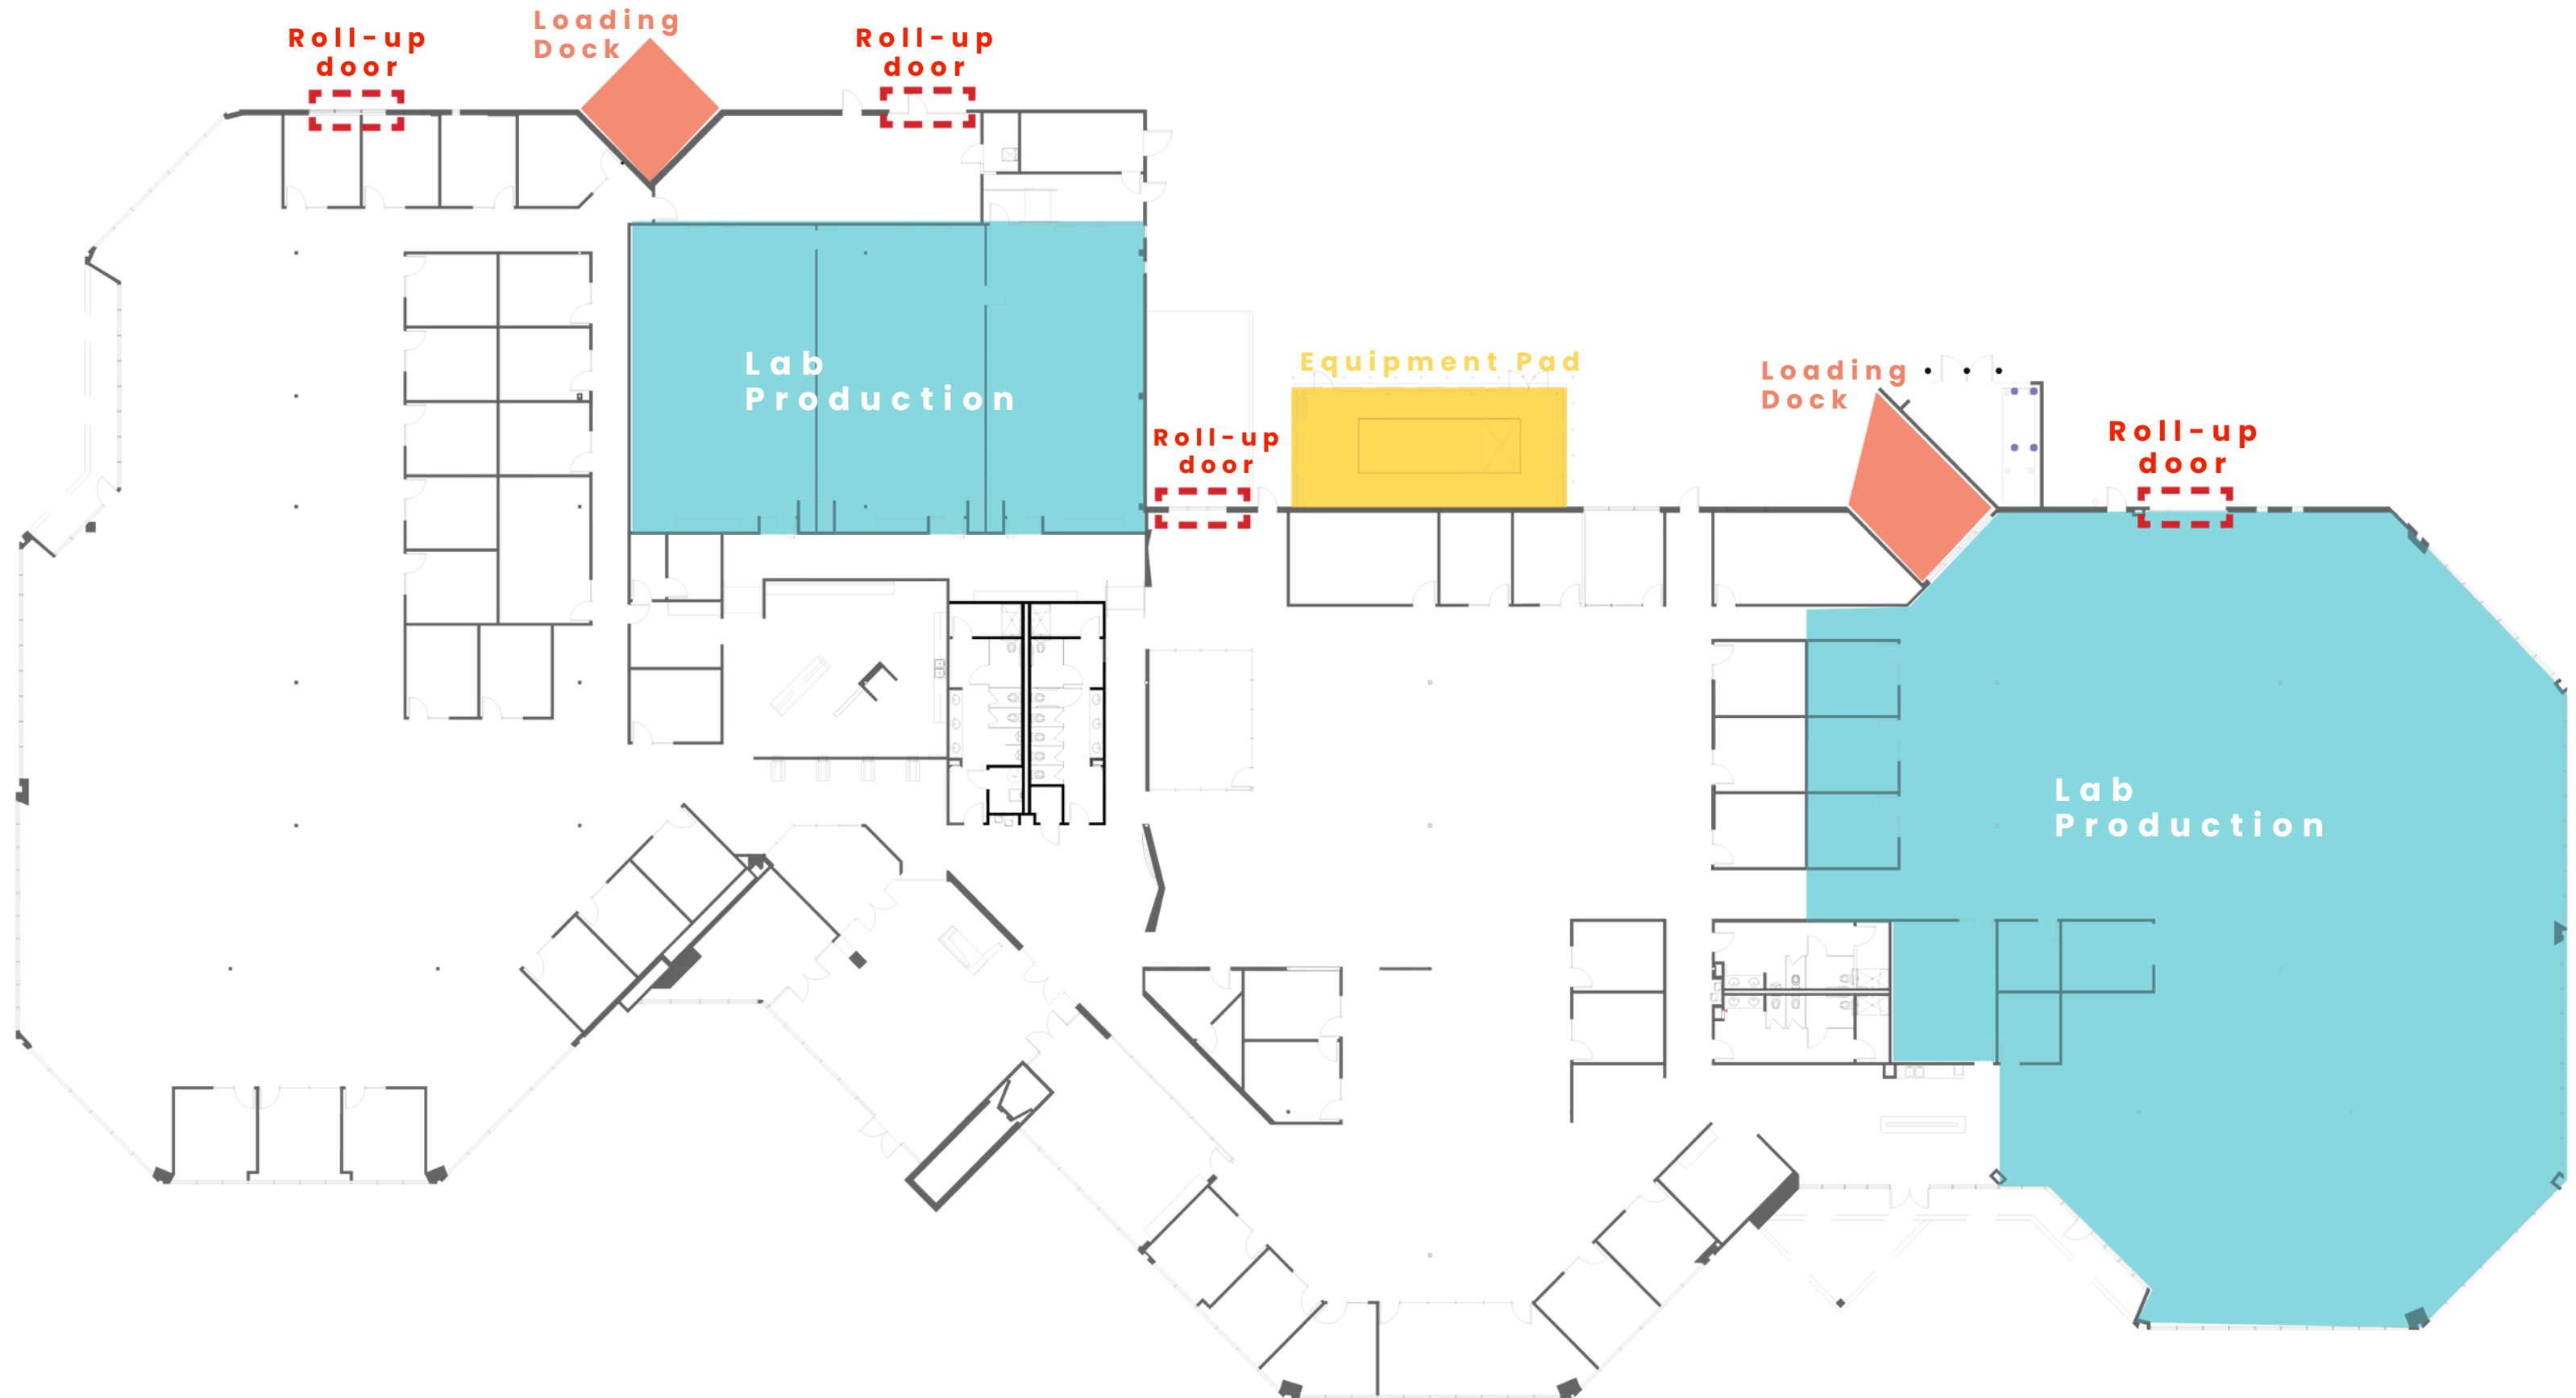 Loading
Dock
Roll-up
door
Roll-up
door
Lab
Production
Equipment Pad
Loading
Dock
Roll-up
door
Roll-up
door
Lab
Production